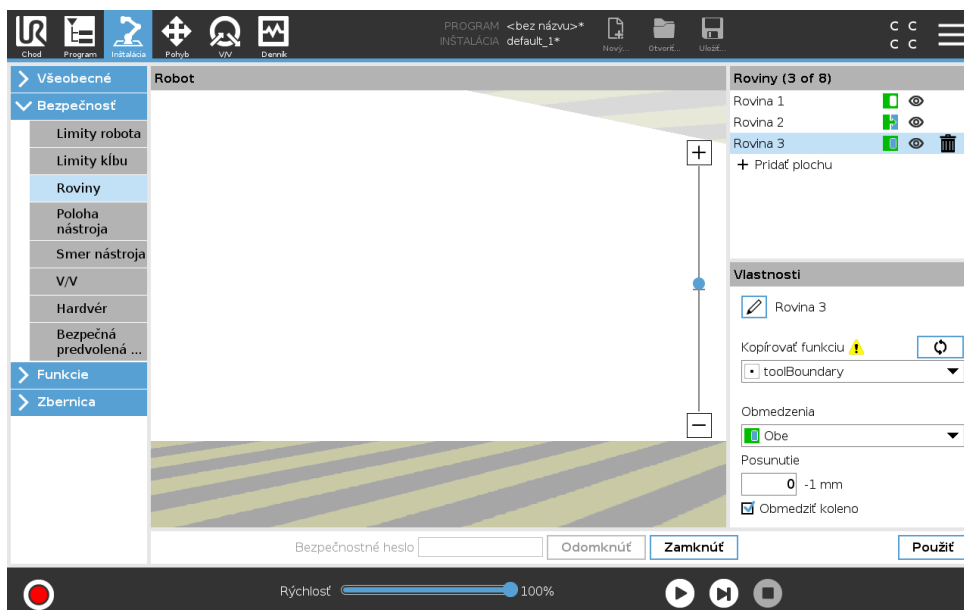 PROGRAM <bez názvu>*
INŠTALÁCIA default_1*
Chod Program Inštalácia Pohyb V/V Denník Nový... Otvoriť... Uložiť...
C C
C C
Všeobecné
Bezpečnosť
Limity robota
Limity kĺbu
Roviny
Poloha
nástroja
Smer nástroja
V/V
Hardvér
Bezpečná
predvolená ...
Funkcie
Zbernica
Robot
Roviny (3 of 8)
Rovina 1
Rovina 2
Rovina 3
+ Pridať plochu
Vlastnosti
Rovina 3
Kopírovať funkciu
toolBoundary
Obmedzenia
Obe
Posunutie
0 -1 mm
Obmedziť koleno
Bezpečnostné heslo Odomknúť Zamknúť Použiť
Rýchlosť 100%